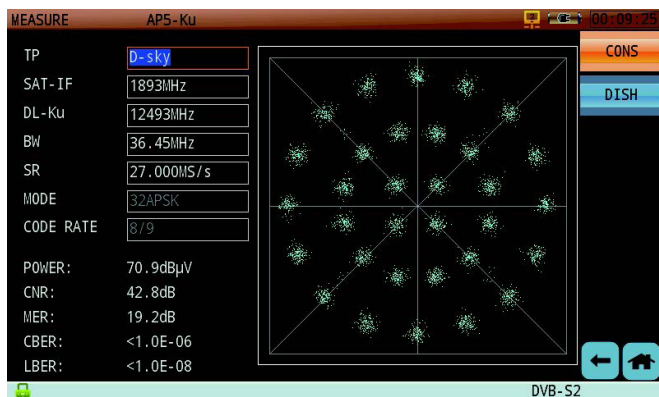 MEASURE AP5-Ku 00:09:25
TP D-sky
SAT-IF 1893MHz
DL-Ku 12493MHz
BW 36.45MHz
SR 27.000MS/s
MODE 32APSK
CODE RATE 8/9
POWER: 70.9dBµV
CNR: 42.8dB
MER: 19.2dB
CBER: <1.0E-06
LBER: <1.0E-08
CONS
DISH
DVB-S2